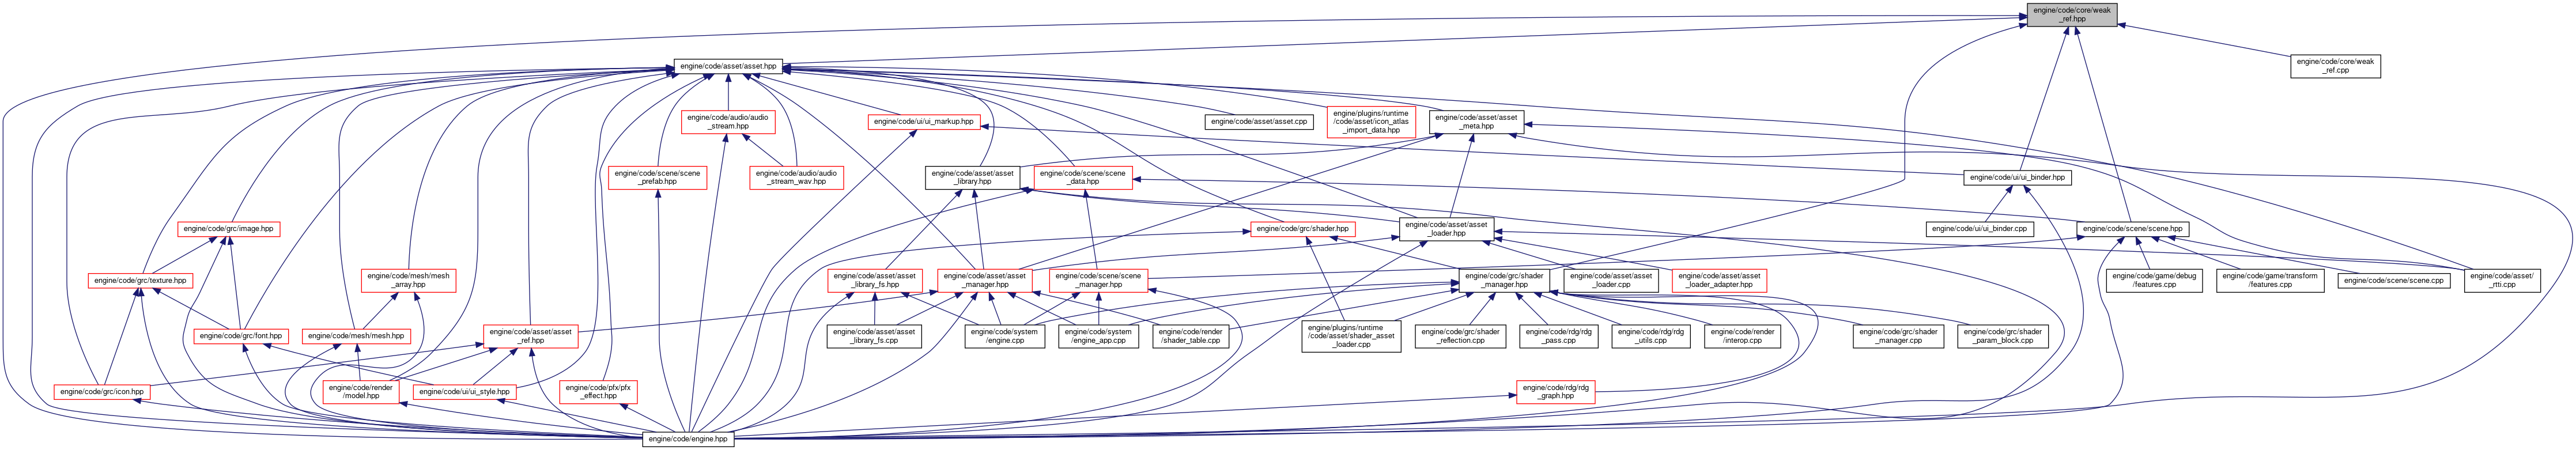 engine/code/core/weak
_ref.hpp
engine/code/asset/asset.hpp
engine/code/core/weak
_ref.cpp
engine/code/audio/audio
_stream.hpp
engine/code/ui/ui_markup.hpp
engine/code/asset/asset.cpp
engine/plugins/runtime
/code/asset/icon_atlas
_import_data.hpp
engine/code/asset/asset
_meta.hpp
engine/code/scene/scene
_prefab.hpp
engine/code/audio/audio
_stream_wav.hpp
engine/code/asset/asset
_library.hpp
engine/code/scene/scene
_data.hpp
engine/code/ui/ui_binder.hpp
engine/code/grc/image.hpp
engine/code/grc/shader.hpp
engine/code/asset/asset
_loader.hpp
engine/code/ui/ui_binder.cpp
engine/code/scene/scene.hpp
engine/code/grc/texture.hpp
engine/code/mesh/mesh
_array.hpp
engine/code/asset/asset
_library_fs.hpp
engine/code/asset/asset
_manager.hpp
engine/code/scene/scene
_manager.hpp
engine/code/grc/shader
_manager.hpp
engine/code/asset/asset
_loader.cpp
engine/code/asset/asset
_loader_adapter.hpp
engine/code/game/debug
/features.cpp
engine/code/game/transform
/features.cpp
engine/code/scene/scene.cpp
engine/code/asset/
_rtti.cpp
engine/code/grc/font.hpp
engine/code/mesh/mesh.hpp
engine/code/asset/asset
_ref.hpp
engine/code/asset/asset
_library_fs.cpp
engine/code/system
/engine.cpp
engine/code/system
/engine_app.cpp
engine/code/render
/shader_table.cpp
engine/plugins/runtime
/code/asset/shader_asset
_loader.cpp
engine/code/grc/shader
_reflection.cpp
engine/code/rdg/rdg
_pass.cpp
engine/code/rdg/rdg
_utils.cpp
engine/code/render
/interop.cpp
engine/code/grc/shader
_manager.cpp
engine/code/grc/shader
_param_block.cpp
engine/code/grc/icon.hpp
engine/code/render
/model.hpp
engine/code/ui/ui_style.hpp
engine/code/pfx/pfx
_effect.hpp
engine/code/rdg/rdg
_graph.hpp
engine/code/engine.hpp